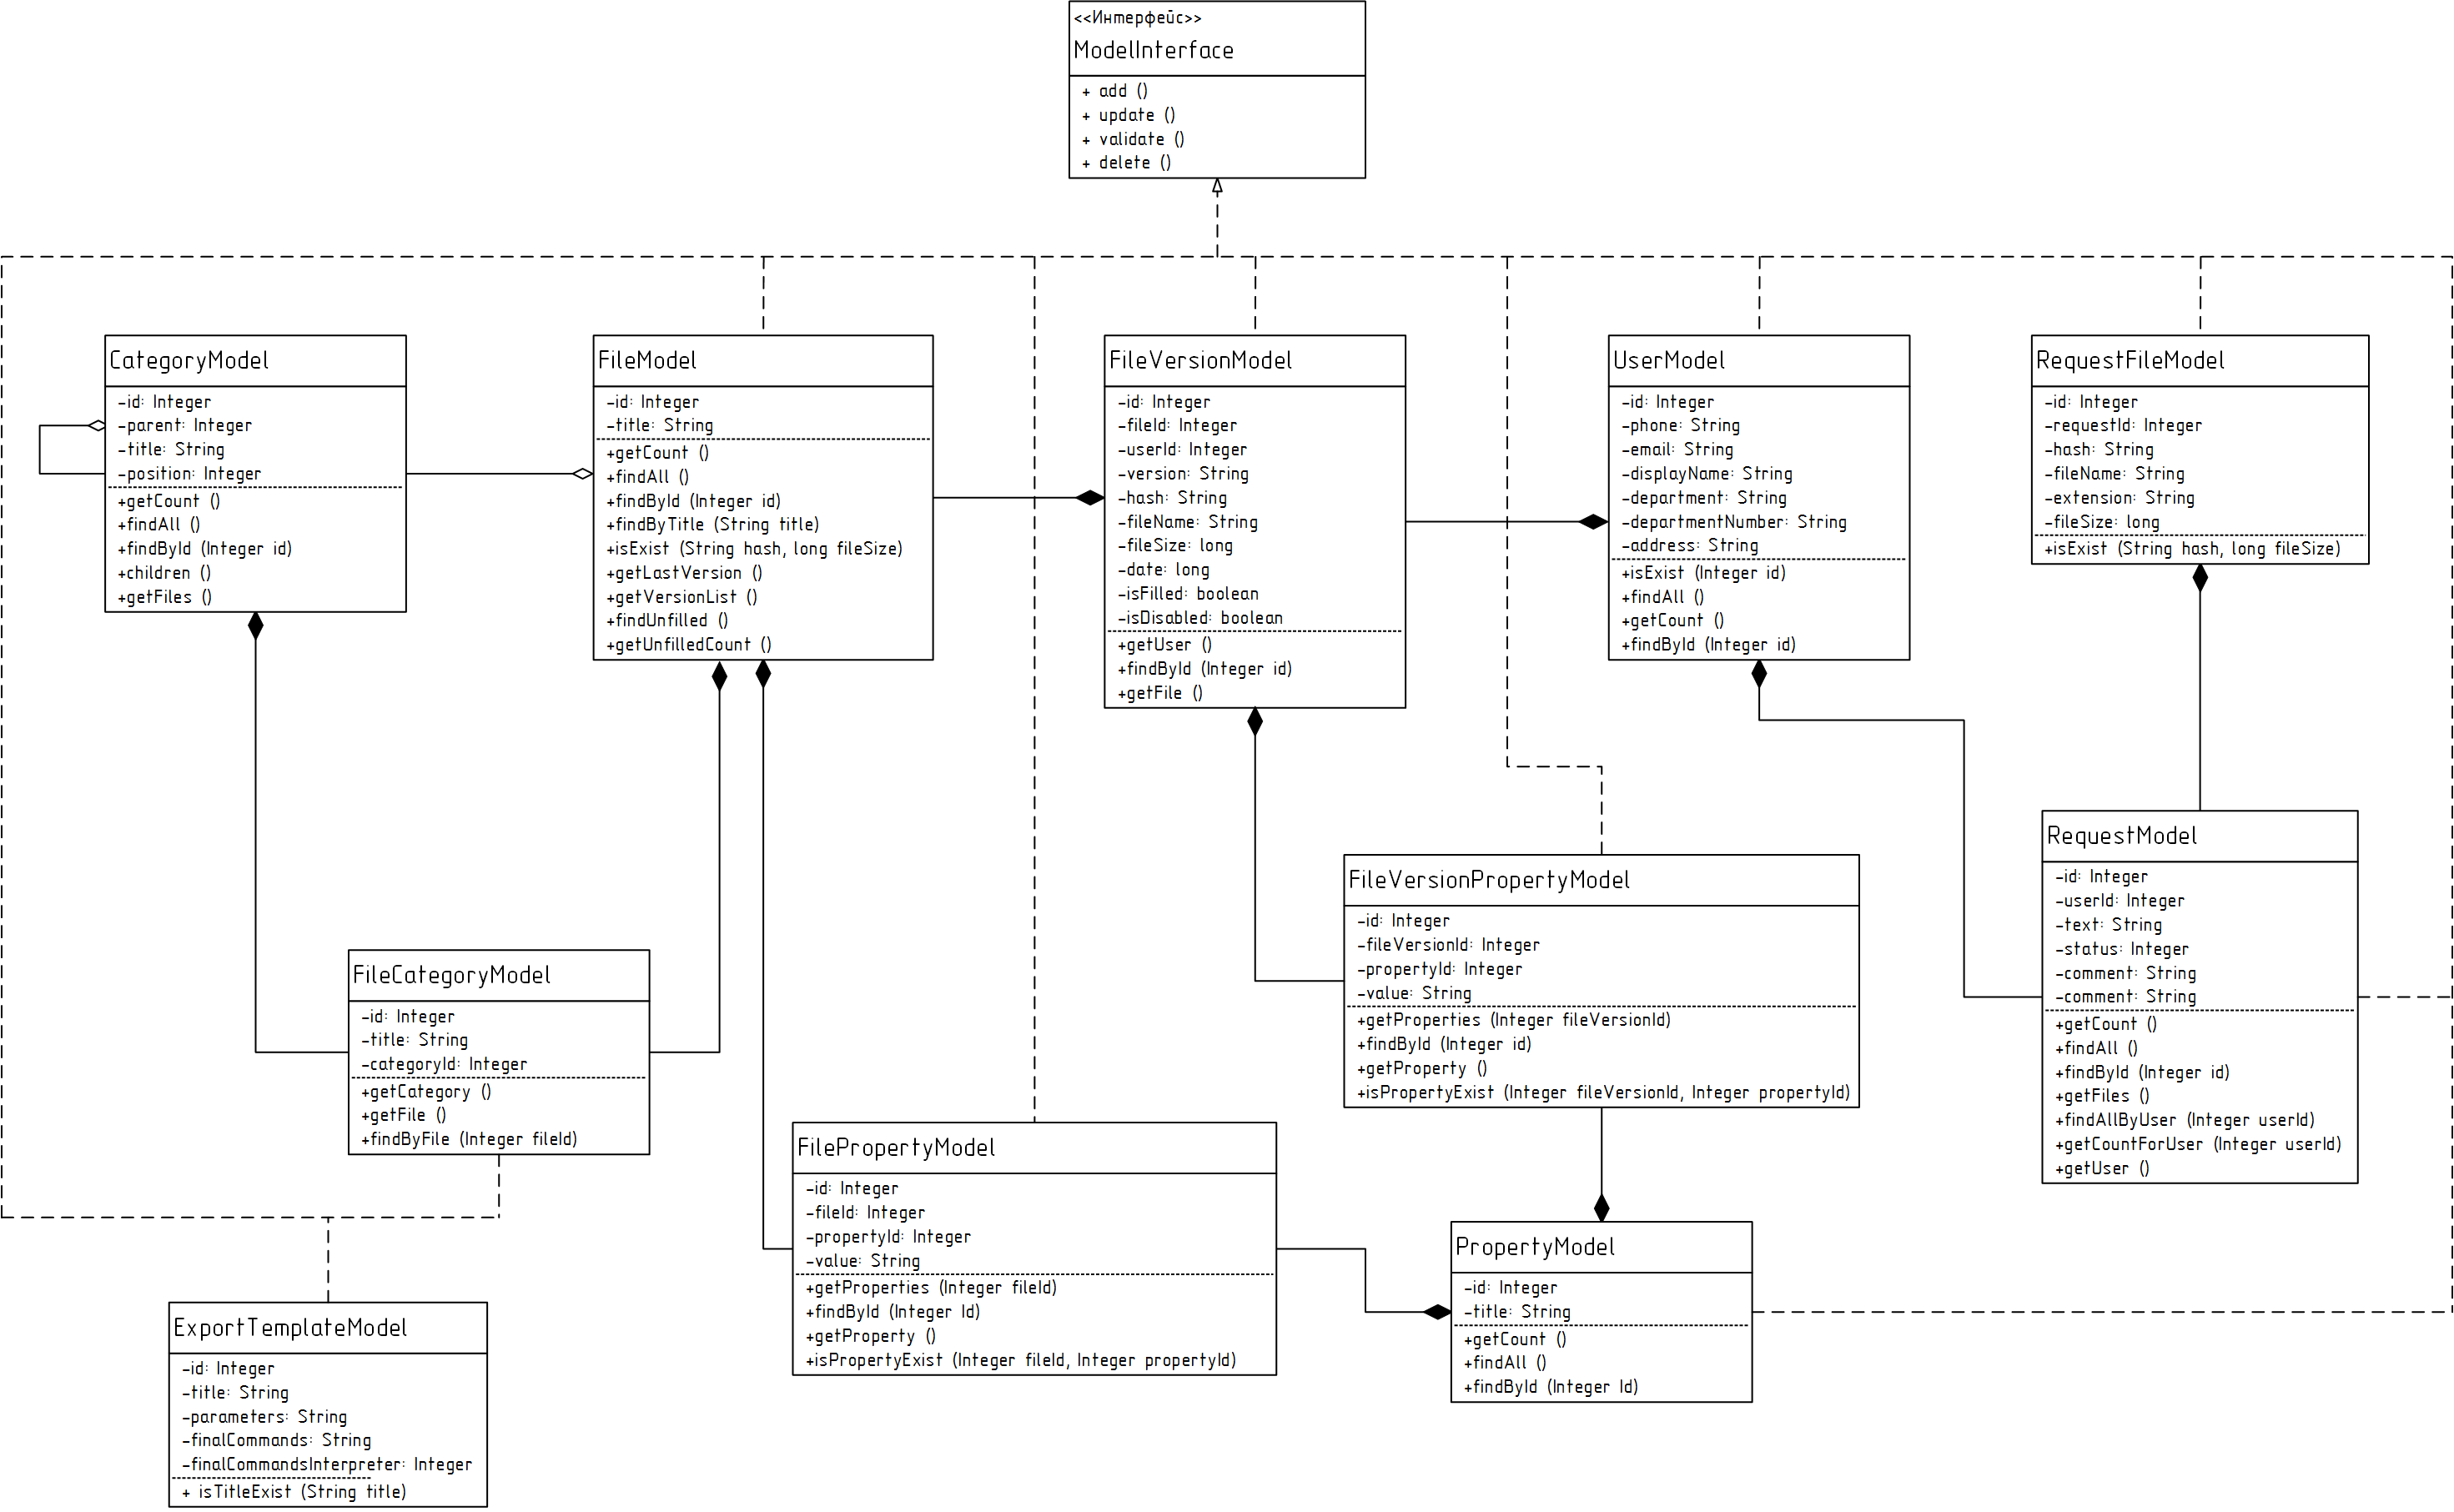 <<Интерфейс>>
ModelInterface
+ add ()
+ update ()
+ validate ()
+ delete ()
CategoryModel
-id: Integer
-parent: Integer
-title: String
-position: Integer
+getCount ()
+findAll ()
+findById (Integer id)
+children ()
+getFiles ()
FileModel
-id: Integer
-title: String
+getCount ()
+findAll ()
+findById (Integer id)
+findByTitle (String title)
+isExist (String hash, long fileSize)
+getLastVersion ()
+getVersionList ()
+findUnfilled ()
+getUnfilledCount ()
FileVersionModel
-id: Integer
-fileId: Integer
-userId: Integer
-version: String
-hash: String
-fileName: String
-fileSize: long
-date: long
-isFilled: boolean
-isDisabled: boolean
+getUser ()
+findById (Integer id)
+getFile ()
UserModel
-id: Integer
-phone: String
-email: String
-displayName: String
-department: String
-departmentNumber: String
-address: String
+isExist (Integer id)
+findAll ()
+getCount ()
+findById (Integer id)
RequestFileModel
-id: Integer
-requestId: Integer
-hash: String
-fileName: String
-extension: String
-fileSize: long
+isExist (String hash, long fileSize)
RequestModel
-id: Integer
-userId: Integer
-text: String
-status: Integer
-comment: String
-comment: String
+getCount ()
+findAll ()
+findById (Integer id)
+getFiles ()
+findAllByUser (Integer userId)
+getCountForUser (Integer userId)
+getUser ()
FileVersionPropertyModel
-id: Integer
-fileVersionId: Integer
-propertyId: Integer
-value: String
+getProperties (Integer fileVersionId)
+findById (Integer id)
+getProperty ()
+isPropertyExist (Integer fileVersionId, Integer propertyId)
FileCategoryModel
-id: Integer
-title: String
-categoryId: Integer
+getCategory ()
+getFile ()
+findByFile (Integer fileId)
FilePropertyModel
-id: Integer
-fileId: Integer
-propertyId: Integer
-value: String
+getProperties (Integer fileId)
+findById (Integer Id)
+getProperty ()
+isPropertyExist (Integer fileId, Integer propertyId)
PropertyModel
-id: Integer
-title: String
+getCount ()
+findAll ()
+findById (Integer Id)
ExportTemplateModel
-id: Integer
-title: String
-parameters: String
-finalCommands: String
-finalCommandsInterpreter: Integer
+ isTitleExist (String title)